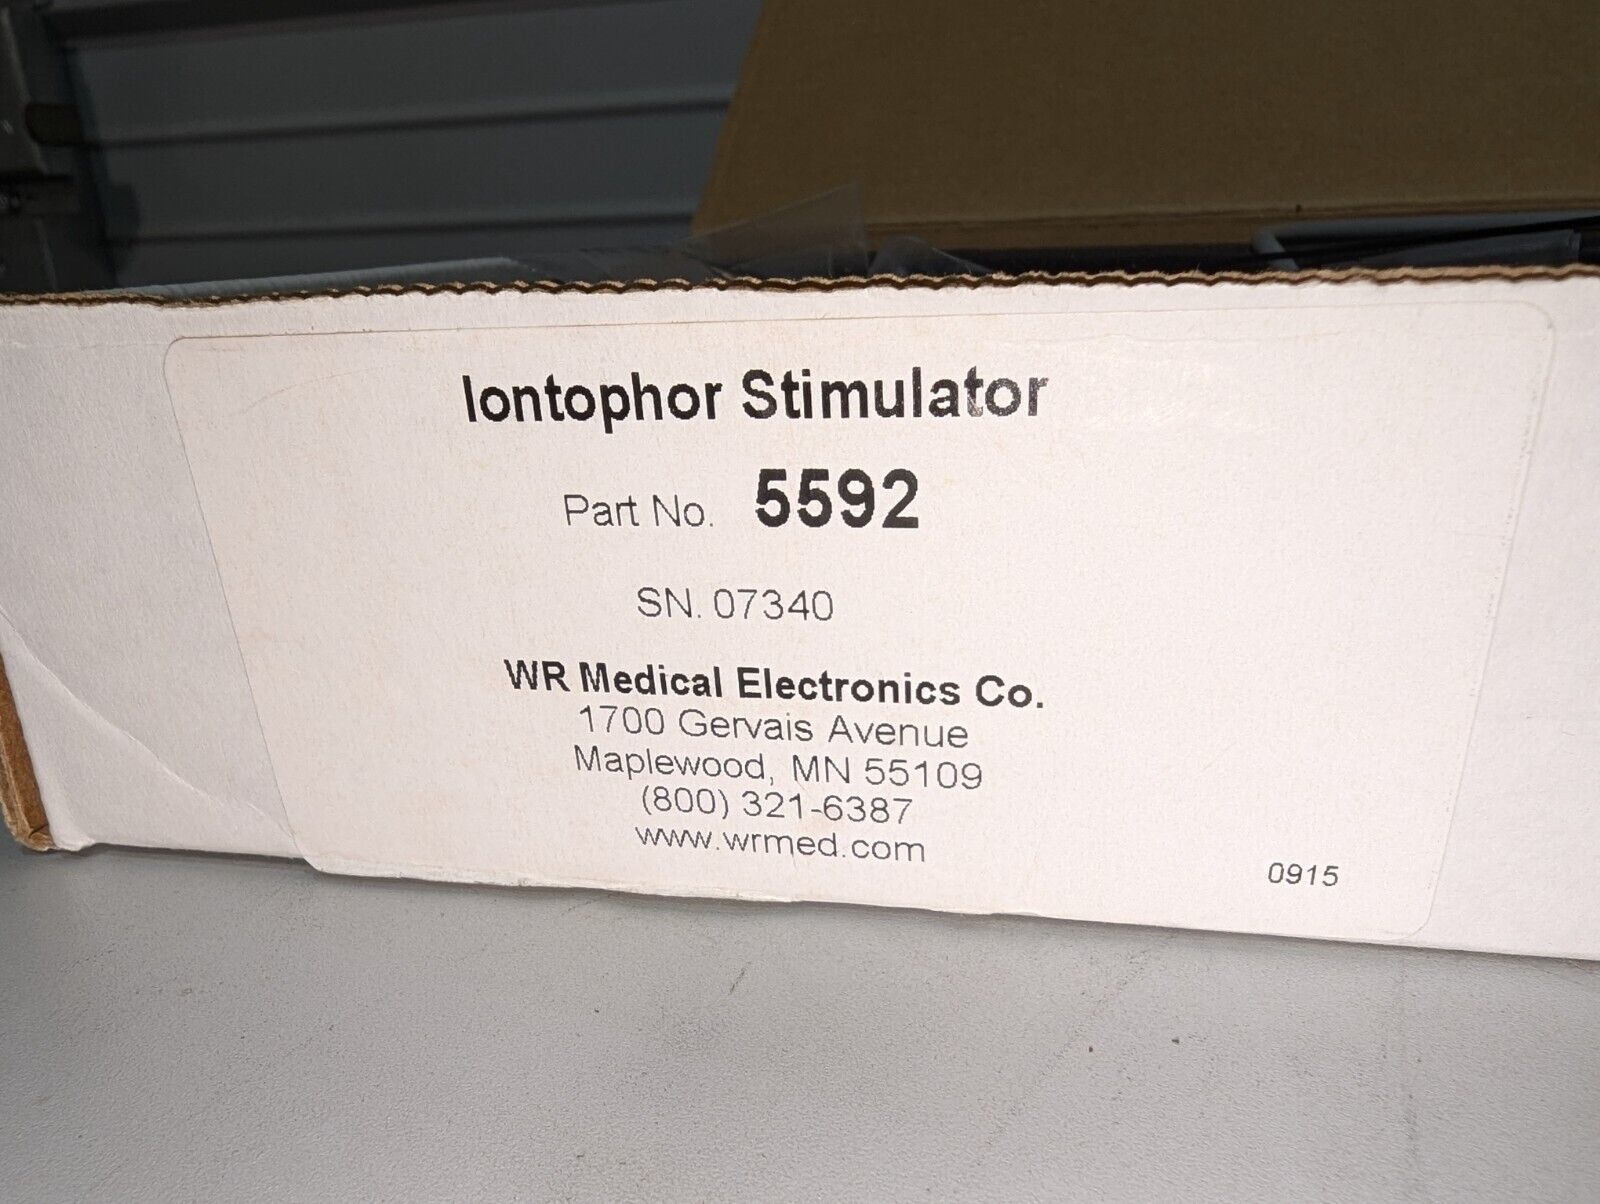 Iontophor Stimulator
Part No. 5592
SN. 07340
WR Medical Electronics Co.
1700 Gervais Avenue
Maplewood, MN 55109
(800) 321-6387
www.wrmed.com
0915